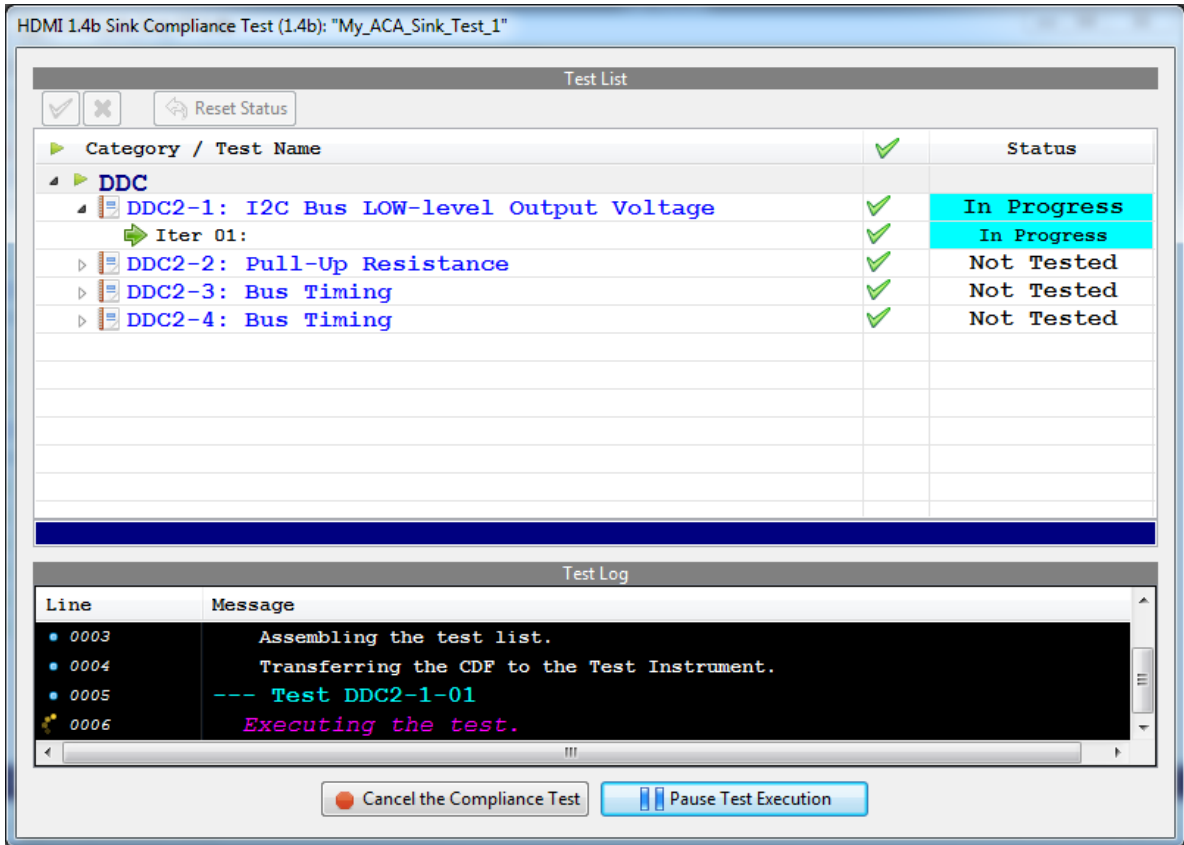 HDMI 1.4b Sink Compliance Test (1.4b): "My_ACA_Sink_Test_1"
Test List
Reset Status
Category / Test Name Status
DDC
DDC2-1: I2C Bus LOW-level Output Voltage In Progress
Iter 01: In Progress
DDC2-2: Pull-Up Resistance Not Tested
DDC2-3: Bus Timing Not Tested
DDC2-4: Bus Timing Not Tested
Test Log
Line Message
0003 Assembling the test list.
0004 Transferring the CDF to the Test Instrument.
0005 --- Test DDC2-1-01
0006 Executing the test.
Cancel the Compliance Test Pause Test Execution